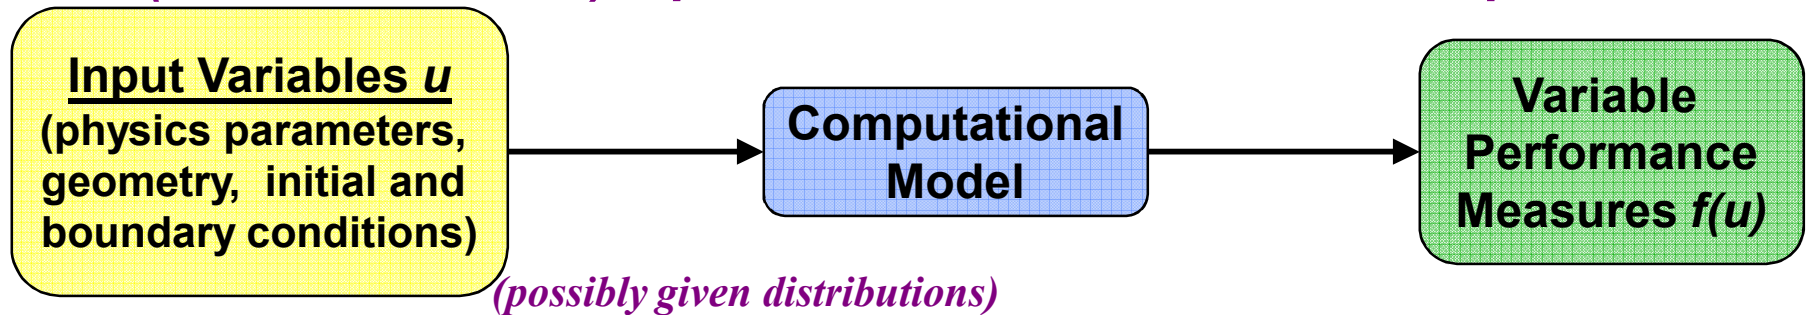 Input Variables u
(physics parameters,
geometry, initial and
boundary conditions)
Computational
Model
Variable
Performance
Measures f(u)
(possibly given distributions)